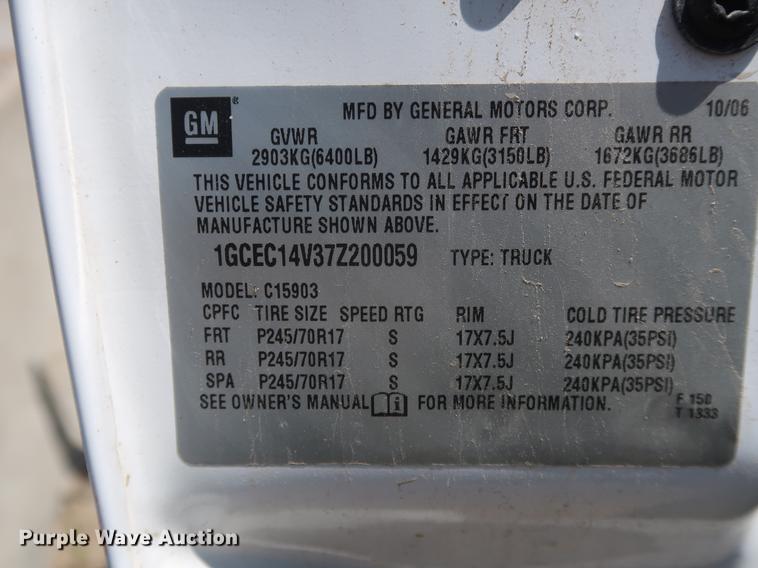 GM ® MFD BY GENERAL MOTORS CORP. 10/06
GVWR GAWR FRT GAWR RR
2903KG(6400LB) 1429KG(3150LB) 1672KG(3686LB)
THIS VEHICLE CONFORMS TO ALL APPLICABLE U.S. FEDERAL MOTOR
VEHICLE SAFETY STANDARDS IN EFFECT ON THE DATE OF
MANUFACTURE SHOWN ABOVE.
1GCEC14V37Z200059 TYPE: TRUCK
MODEL: C15903
CPFC TIRE SIZE SPEED RTG RIM COLD TIRE PRESSURE
FRT P245/70R17 S 17X7.5J 240KPA(35PSI)
RR P245/70R17 S 17X7.5J 240KPA(35PSI)
SPA P245/70R17 S 17X7.5J 240KPA(35PSI)
SEE OWNER'S MANUAL i FOR MORE INFORMATION. F 150
T 1333
Purple Wave Auction